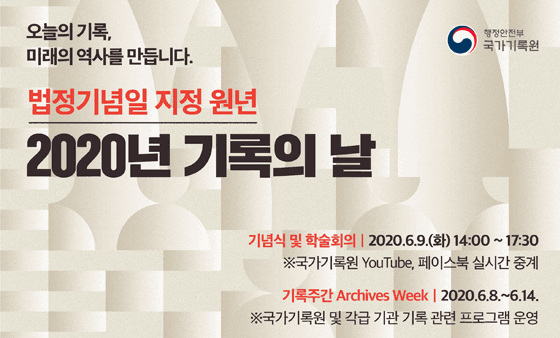 오늘의 기록,
미래의 역사를 만듭니다.
행정안전부
국가기록원
법정기념일 지정 원년
2020년 기록의 날
기념식 및 학술회의 | 2020.6.9.(화) 14:00 ~ 17:30
※국가기록원 YouTube, 페이스북 실시간 중계
기록주간 Archives Week | 2020.6.8.~6.14.
※국가기록원 및 각급 기관 기록 관련 프로그램 운영